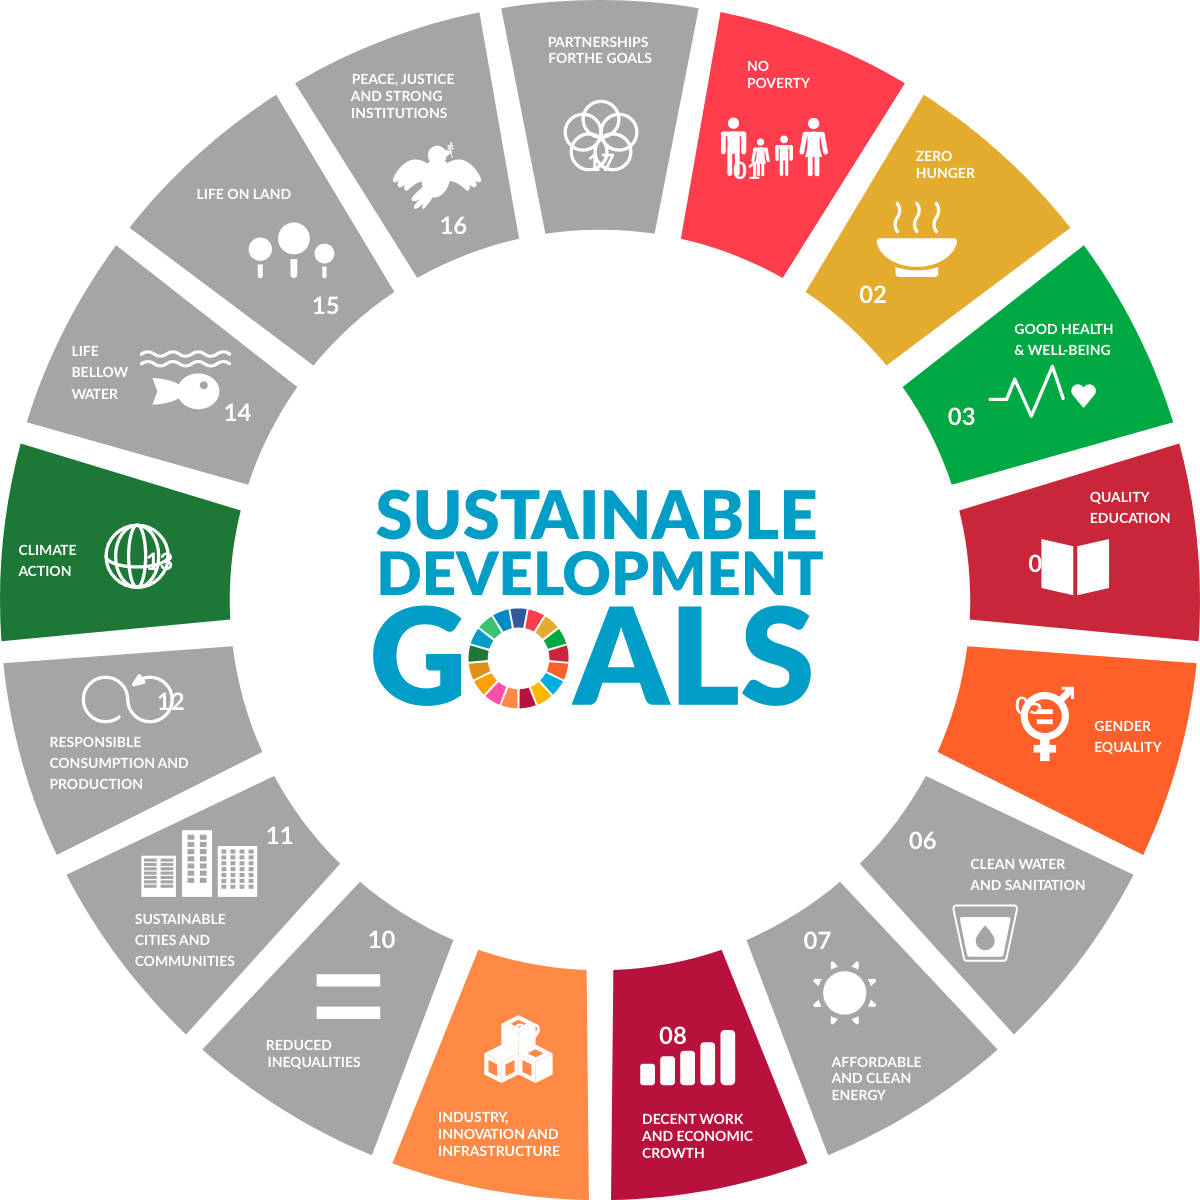 SUSTAINABLE
DEVELOPMENT
GOALS
NO
POVERTY
01
ZERO
HUNGER
02
GOOD HEALTH
& WELL-BEING
03
QUALITY
EDUCATION
0
GENDER
EQUALITY
05
06
CLEAN WATER
AND SANITATION
07
AFFORDABLE
AND CLEAN
ENERGY
08
DECENT WORK
AND ECONOMIC
GROWTH
INDUSTRY,
INNOVATION AND
INFRASTRUCTURE
10
REDUCED
INEQUALITIES
11
SUSTAINABLE
CITIES AND
COMMUNITIES
12
RESPONSIBLE
CONSUMPTION AND
PRODUCTION
CLIMATE
ACTION
13
LIFE
BELLOW
WATER
14
LIFE ON LAND
15
PEACE, JUSTICE
AND STRONG
INSTITUTIONS
16
PARTNERSHIPS
FORTHE GOALS
17